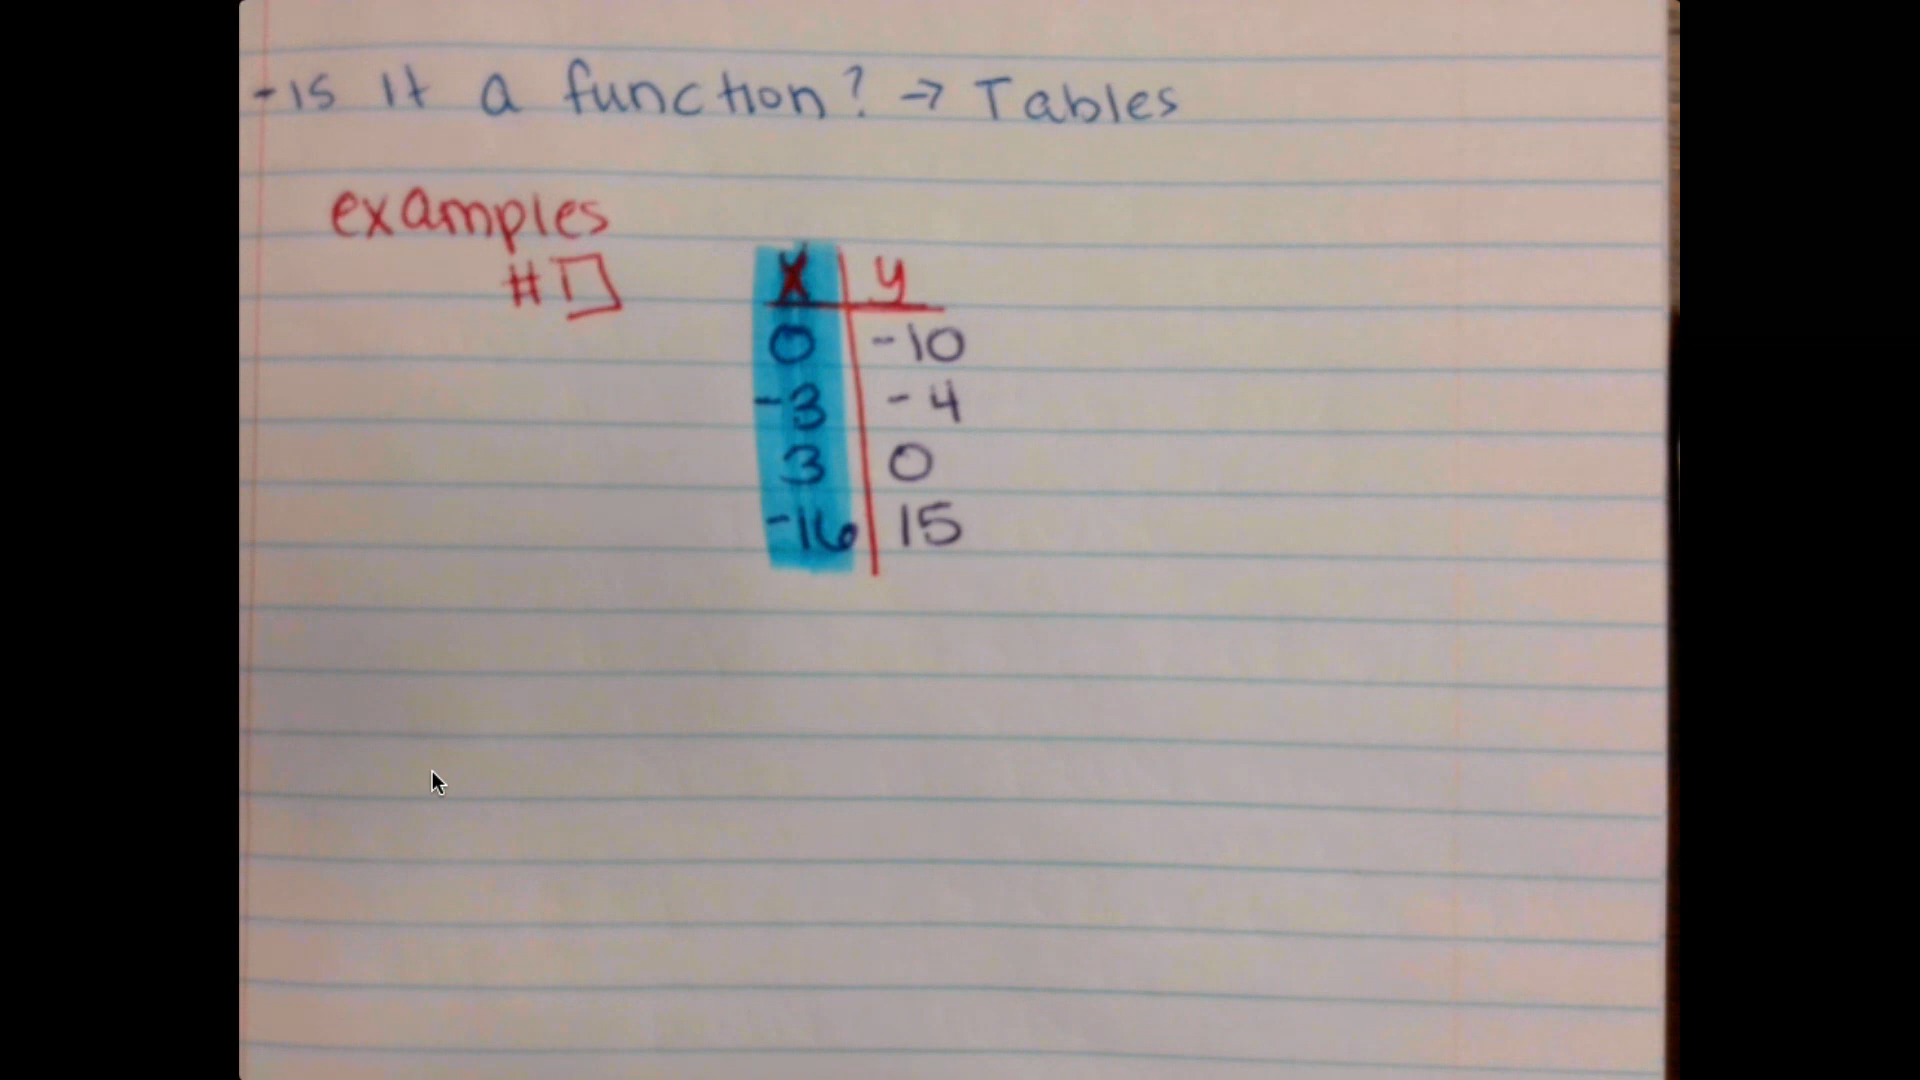 -is it a function? → Tables
examples
#1
x y
0 -10
-3 -4
3 0
-16 15